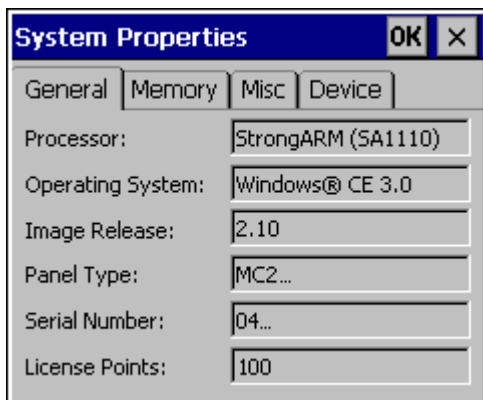 System Properties OK ×
General Memory Misc Device
Processor: StrongARM (SA1110)
Operating System: Windows® CE 3.0
Image Release: 2.10
Panel Type: MC2...
Serial Number: 04...
License Points: 100